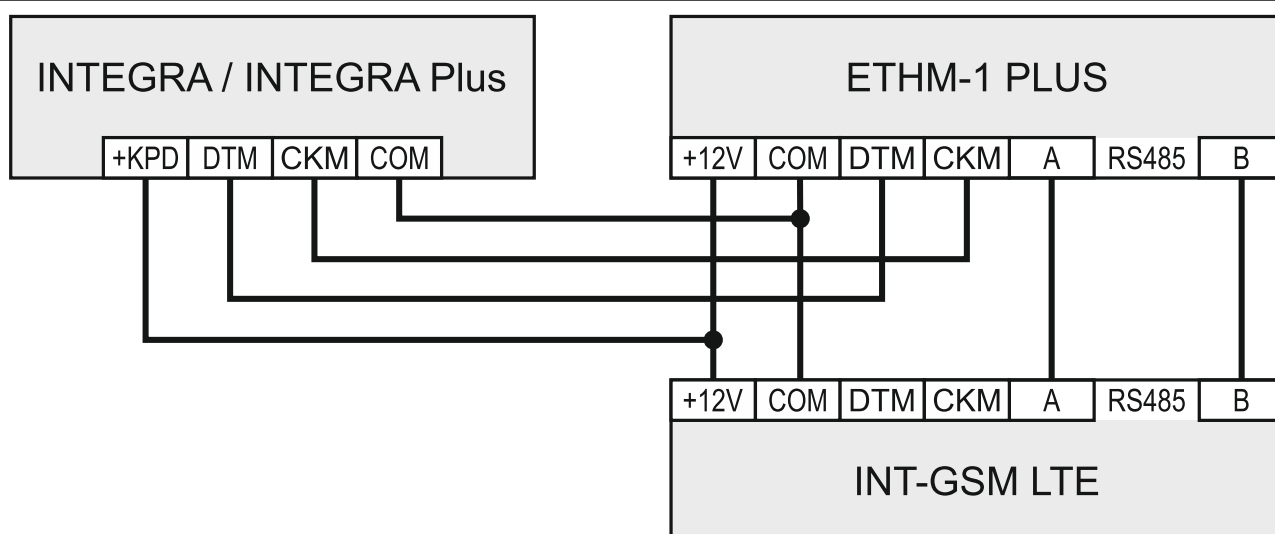 INTEGRA / INTEGRA Plus
+KPD DTM CKM COM
ETHM-1 PLUS
+12V COM DTM CKM A RS485 B
+12V COM DTM CKM A RS485 B
INT-GSM LTE